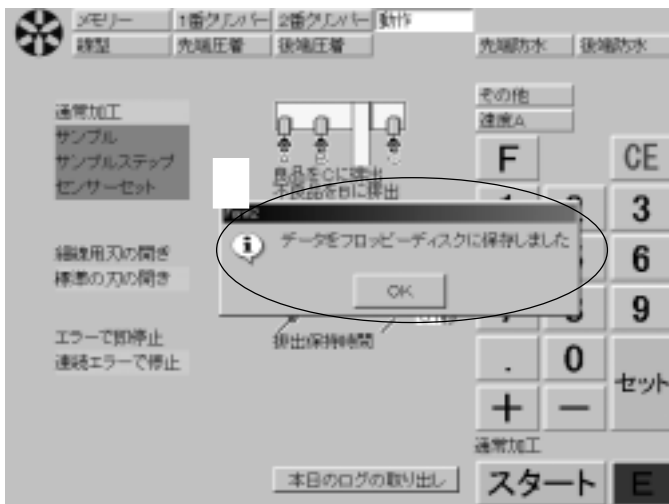 メモリー 1番クリンパー 2番クリンパー 動作
線型 先端圧着 後端圧着 先端防水 後端防水
その他
速度A
通常加工
サンプル
サンプルステップ
センサーセット
良品をCに排出
不良品をBに排出
F CE
3
データをフロッピーディスクに保存しました
OK
細線用刃の開き
標準の刃の開き
6
9
エラーで即停止
連続エラーで停止
排出保持時間
. 0
セット
+ −
通常加工
本日のログの取り出し
スタート E